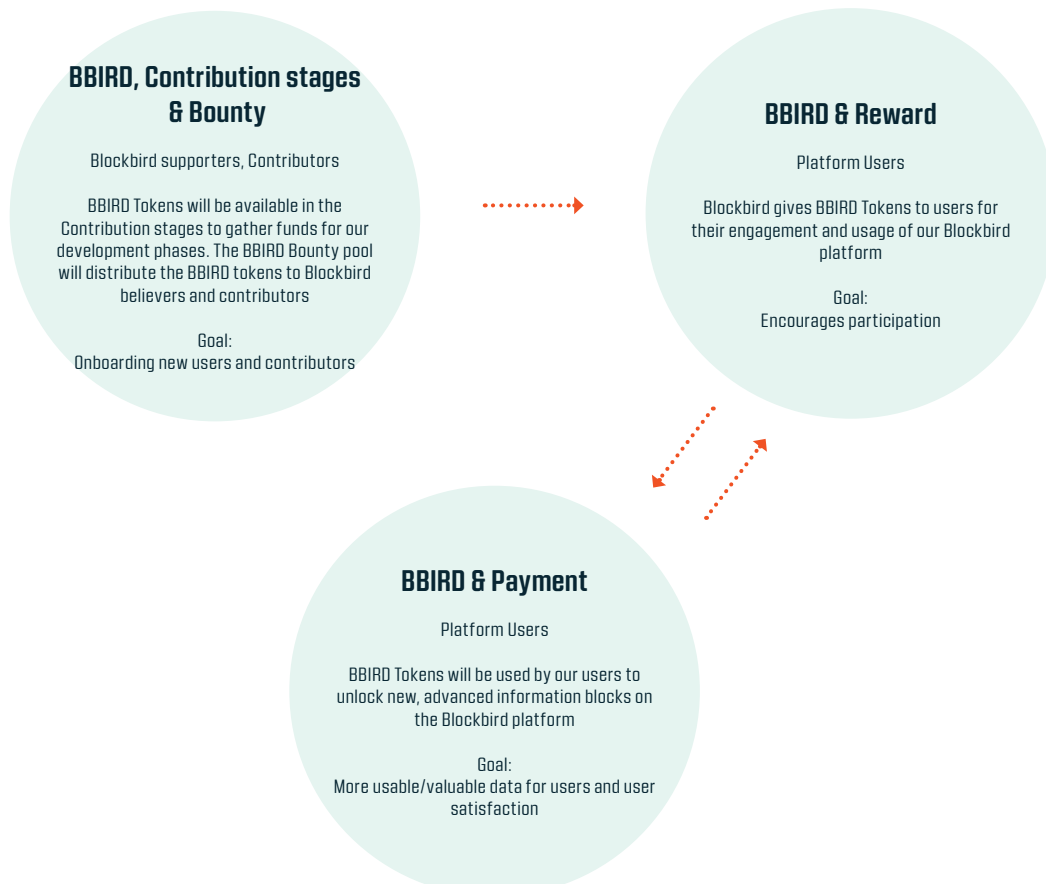 BBIRD, Contribution stages
& Bounty
Blockbird supporters, Contributors
BBIRD Tokens will be available in the
Contribution stages to gather funds for our
development phases. The BBIRD Bounty pool
will distribute the BBIRD tokens to Blockbird
believers and contributors
Goal:
Onboarding new users and contributors
BBIRD & Reward
Platform Users
Blockbird gives BBIRD Tokens to users for
their engagement and usage of our Blockbird
platform
Goal:
Encourages participation
BBIRD & Payment
Platform Users
BBIRD Tokens will be used by our users to
unlock new, advanced information blocks on
the Blockbird platform
Goal:
More usable/valuable data for users and user
satisfaction